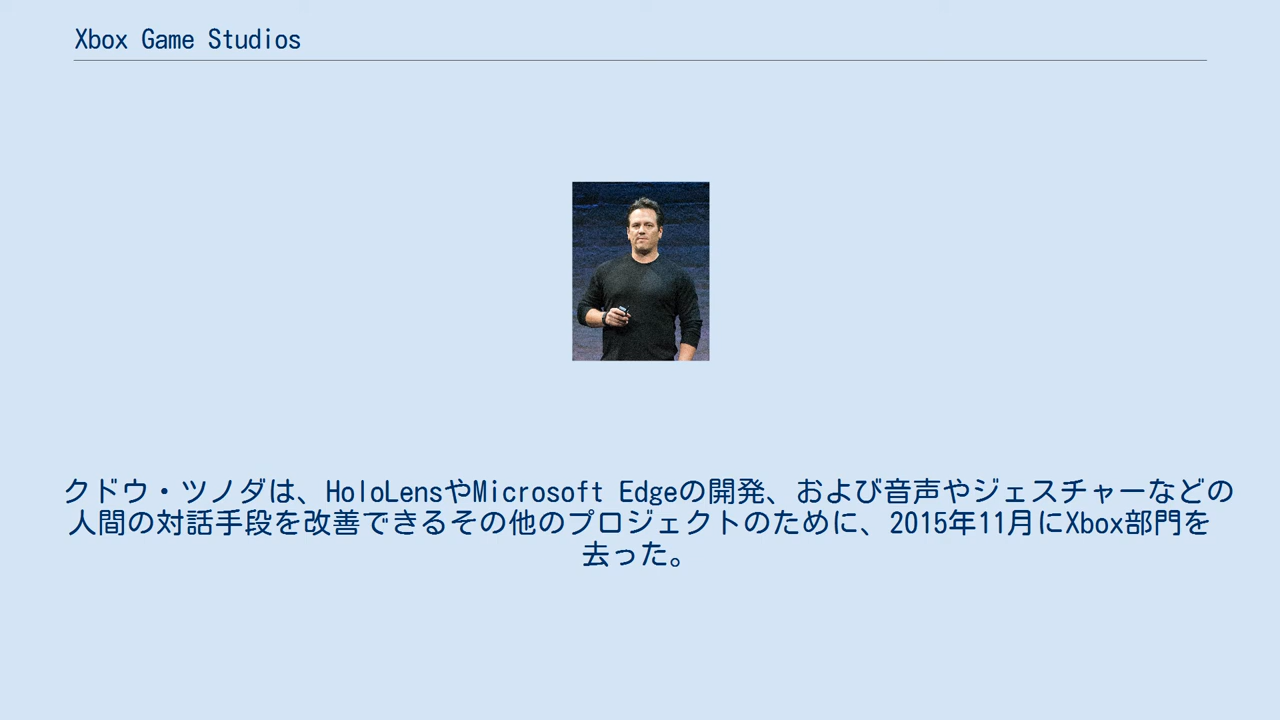 Xbox Game Studios
クドウ・ツノダは、HoloLensやMicrosoft Edgeの開発、および音声やジェスチャーなどの
人間の対話手段を改善できるその他のプロジェクトのために、2015年11月にXbox部門を
去った。